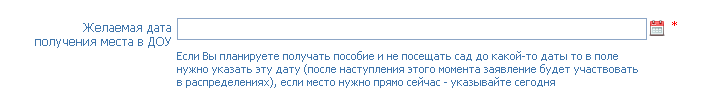 Желаемая дата
получения места в ДОУ
*
Если Вы планируете получать пособие и не посещать сад до какой-то даты то в поле
нужно указать эту дату (после наступления этого момента заявление будет участвовать
в распределениях), если место нужно прямо сейчас - указывайте сегодня